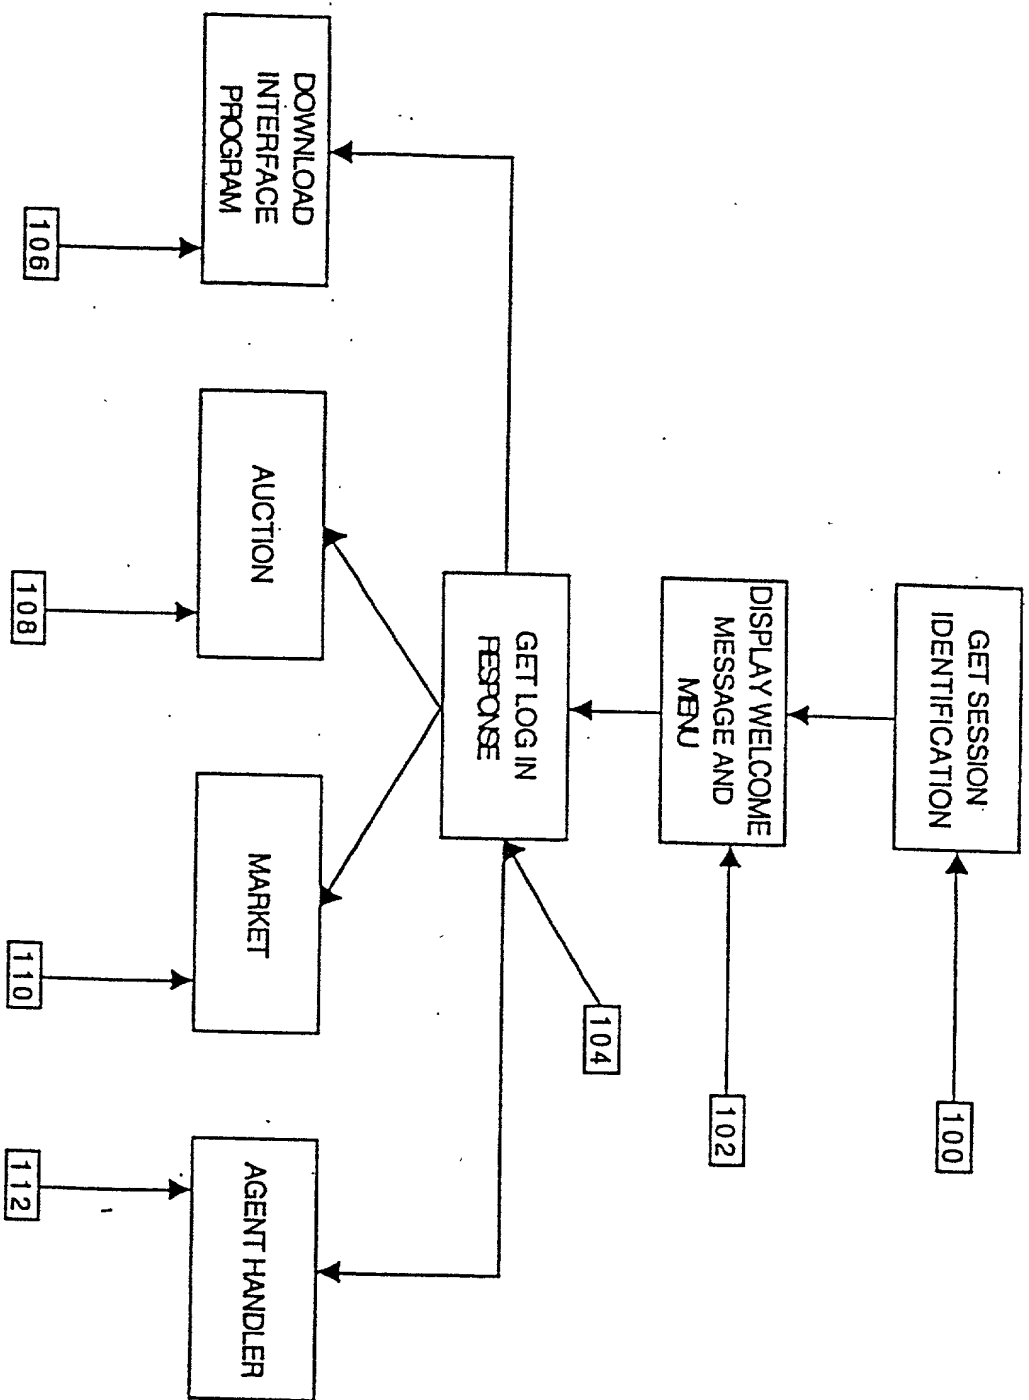 GET SESSION
IDENTIFICATION
100
DISPLAY WELCOME
MESSAGE AND
MENU
102
GET LOG IN
RESPONSE
104
DOWNLOAD
INTERFACE
PROGRAM
106
AUCTION
108
MARKET
110
AGENT HANDLER
112